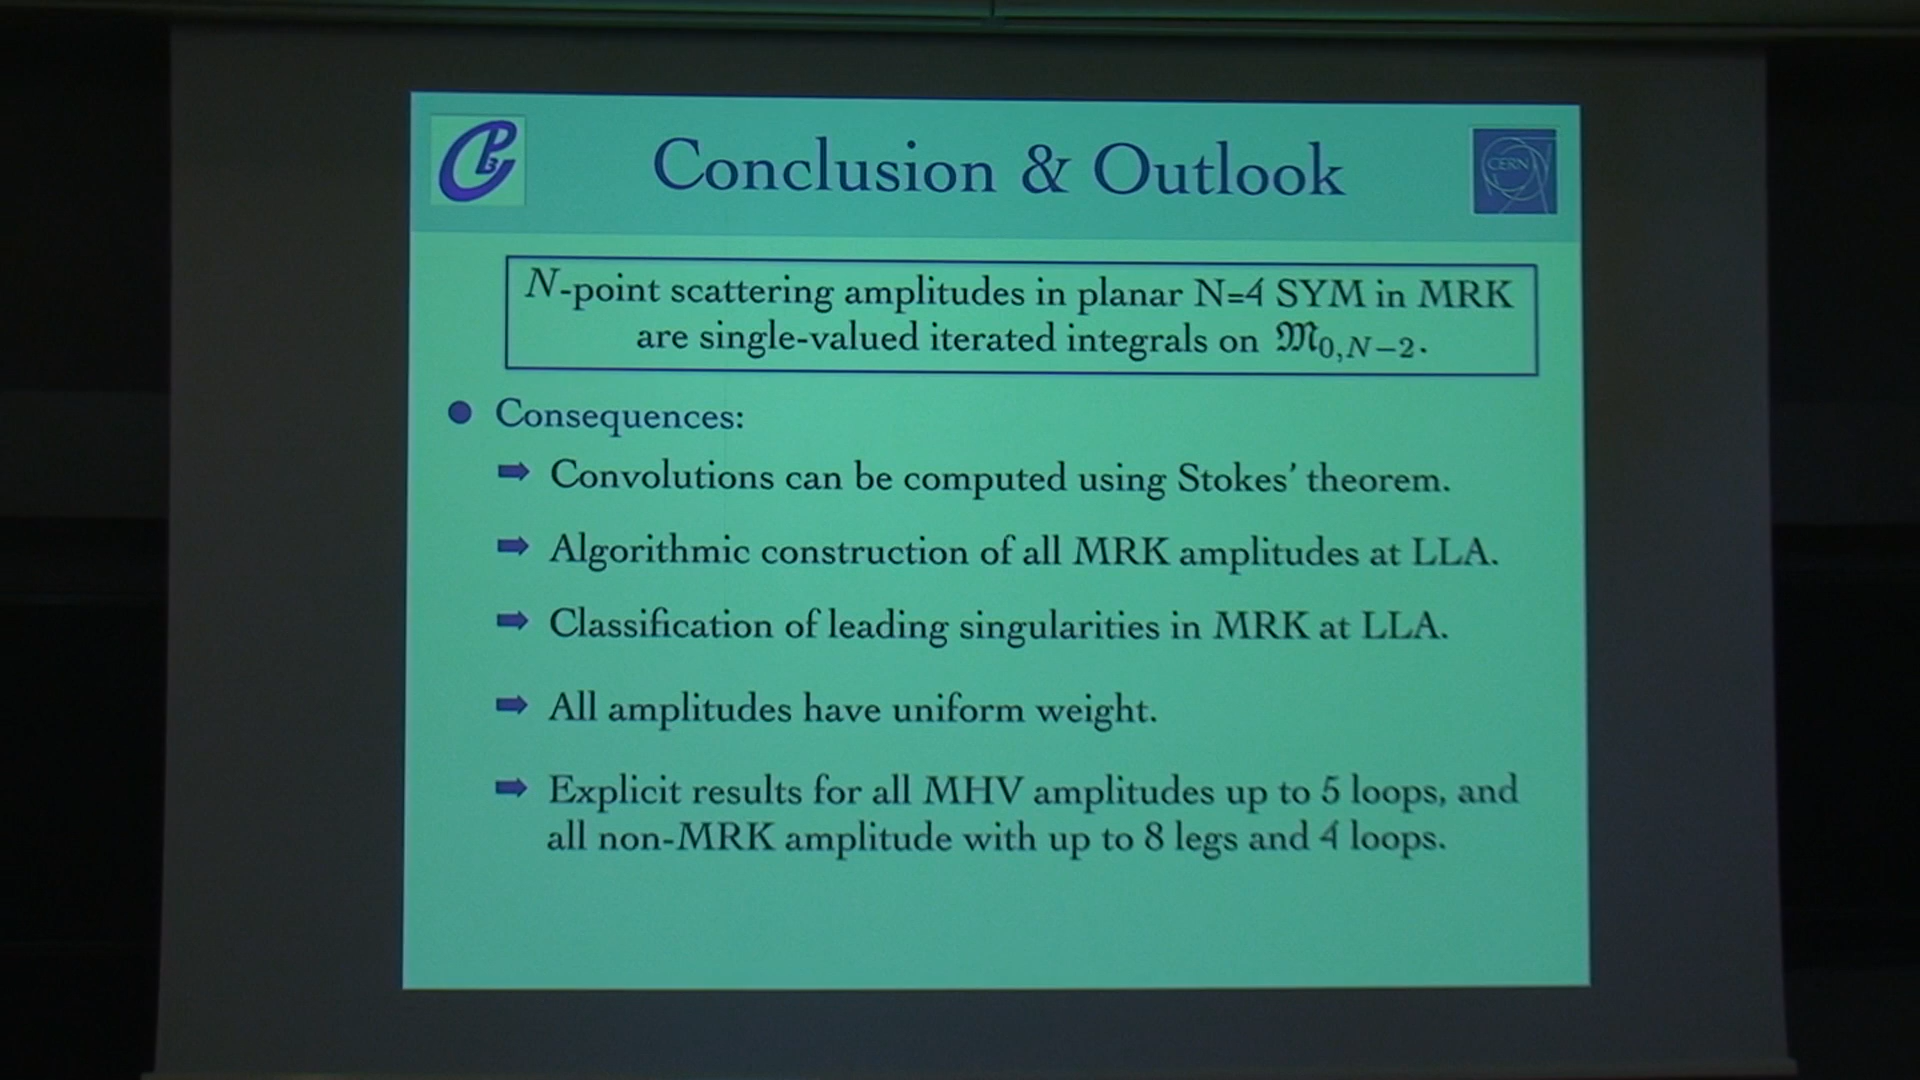 CP3
Conclusion & Outlook
CERN
N-point scattering amplitudes in planar N=4 SYM in MRK
are single-valued iterated integrals on 𝔐0,N−2.
Consequences:
Convolutions can be computed using Stokes' theorem.
Algorithmic construction of all MRK amplitudes at LLA.
Classification of leading singularities in MRK at LLA.
All amplitudes have uniform weight.
Explicit results for all MHV amplitudes up to 5 loops, and
all non-MRK amplitude with up to 8 legs and 4 loops.